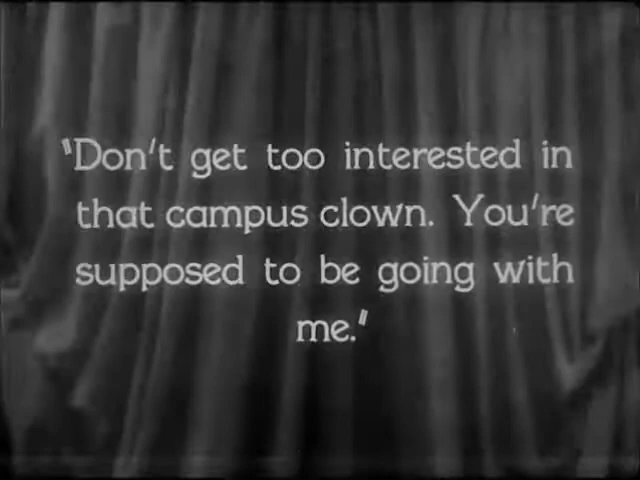 "Don't get too interested in
that campus clown. You're
supposed to be going with
me."